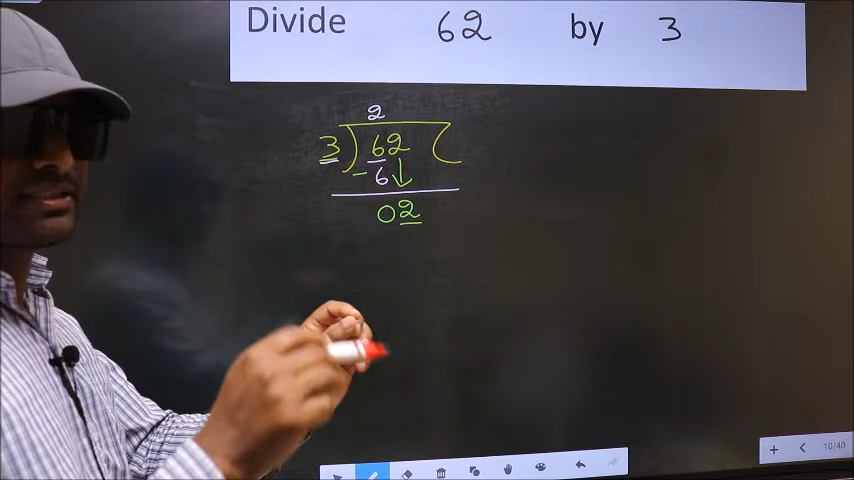 Divide 62 by 3
2
3 ) 62 (
- 6 ↓
02
10/40